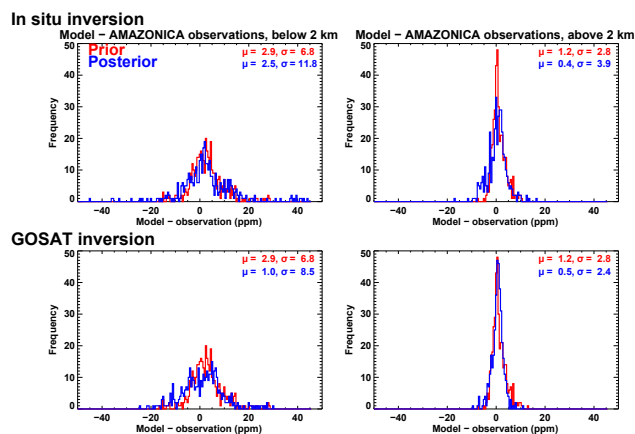 In situ inversion
Model − AMAZONICA observations, below 2 km
Model − AMAZONICA observations, above 2 km
50
Prior
μ = 2.9, σ = 6.8
Posterior
μ = 2.5, σ = 11.8
40
30
20
10
0
Frequency
−40 −20 0 20 40
Model − observation (ppm)
50
μ = 1.2, σ = 2.8
μ = 0.4, σ = 3.9
40
30
20
10
0
Frequency
−40 −20 0 20 40
Model − observation (ppm)
GOSAT inversion
50
μ = 2.9, σ = 6.8
μ = 1.0, σ = 8.5
40
30
20
10
0
Frequency
−40 −20 0 20 40
Model − observation (ppm)
50
μ = 1.2, σ = 2.8
μ = 0.5, σ = 2.4
40
30
20
10
0
Frequency
−40 −20 0 20 40
Model − observation (ppm)